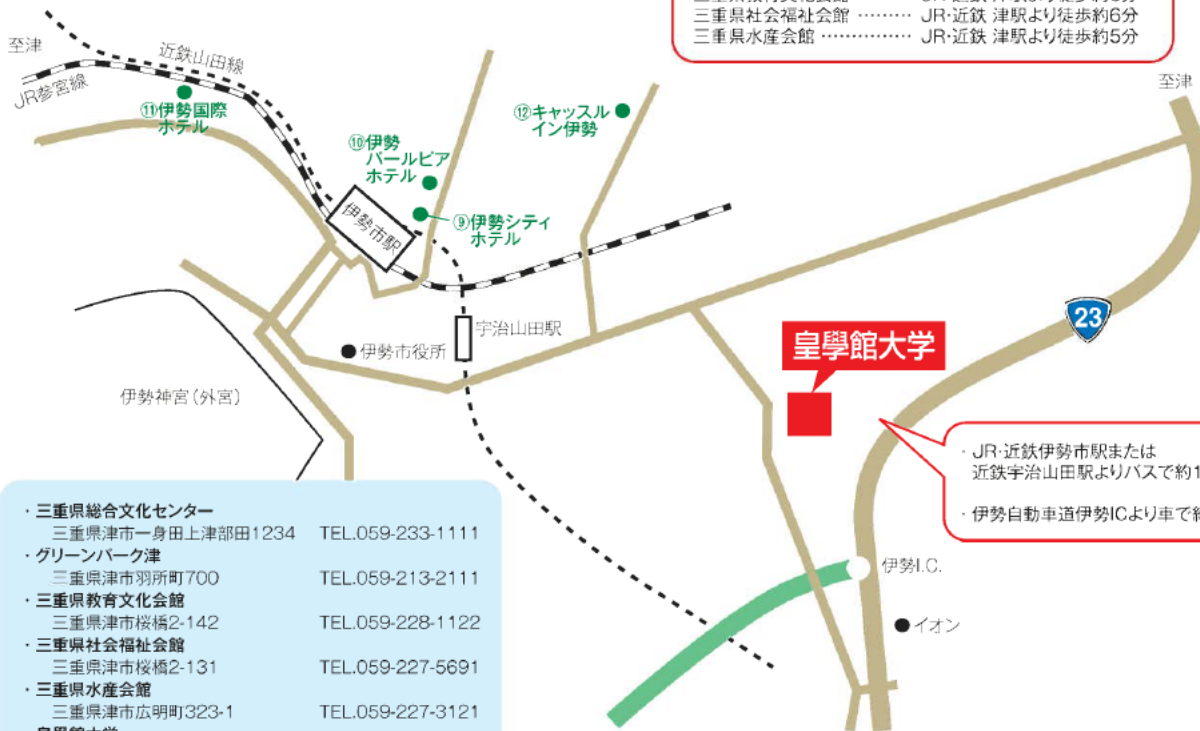 三重県社会福祉会館 ……… JR・近鉄 津駅より徒歩約6分
三重県水産会館 …………… JR・近鉄 津駅より徒歩約5分
至津
近鉄山田線
JR参宮線
⑪伊勢国際
ホテル
⑩伊勢
パールピア
ホテル
⑫キャッスル
イン伊勢
至津
⑨伊勢シティ
ホテル
伊勢市駅
宇治山田駅
伊勢市役所
伊勢神宮(外宮)
23
皇學館大学
・JR・近鉄伊勢市駅または
近鉄宇治山田駅よりバスで約1
・伊勢自動車道伊勢ICより車で
伊勢I.C.
イオン
・三重県総合文化センター
三重県津市一身田上津部田1234 TEL.059-233-1111
・グリーンパーク津
三重県津市羽所町700 TEL.059-213-2111
・三重県教育文化会館
三重県津市桜橋2-142 TEL.059-228-1122
・三重県社会福祉会館
三重県津市桜橋2-131 TEL.059-227-5691
・三重県水産会館
三重県津市広明町323-1 TEL.059-227-3121